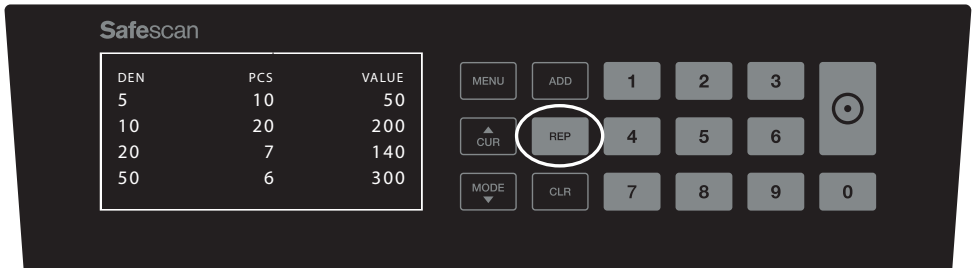 Safescan
DEN PCS VALUE
5 10 50
10 20 200
20 7 140
50 6 300
MENU ADD 1 2 3
CUR REP 4 5 6
MODE CLR 7 8 9 0